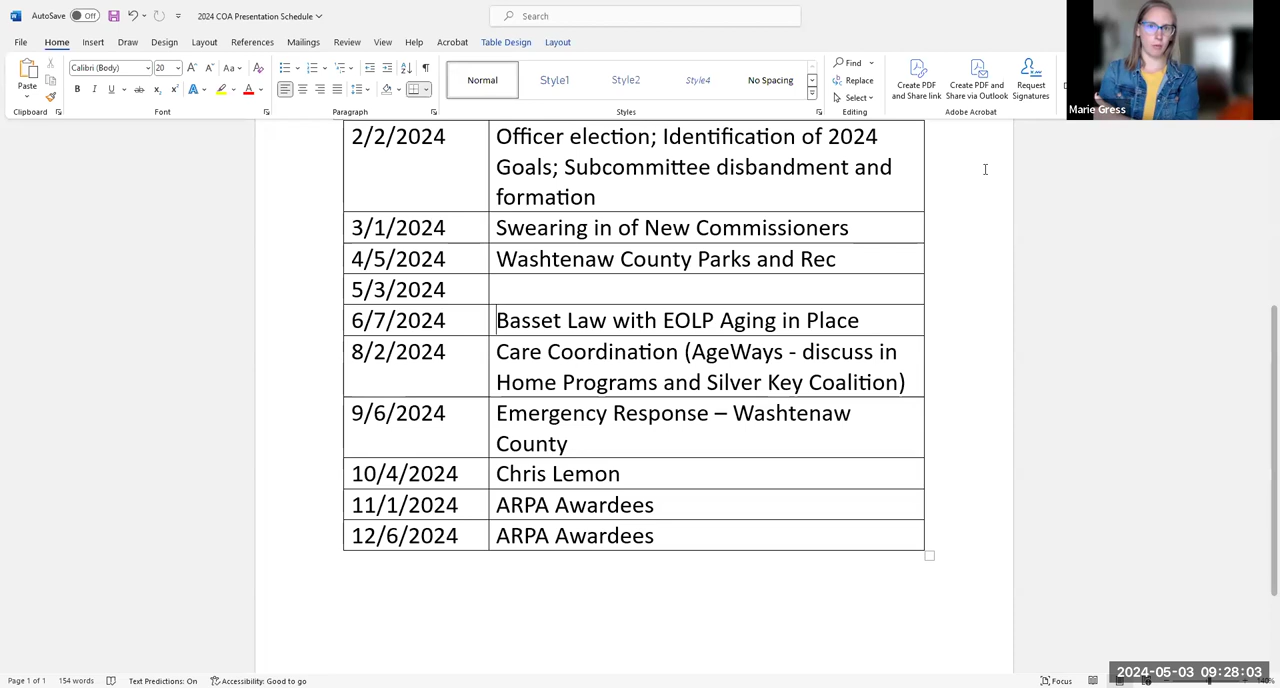 AutoSave Off 2024 COA Presentation Schedule Search
File Home Insert Draw Design Layout References Mailings Review View Help Acrobat Table Design Layout
Paste
Calibri (Body) 20
Normal Style1 Style2 Style4 No Spacing
Find
Replace
Select
Create PDF and Share link
Create PDF and Share via Outlook
Request Signatures
Clipboard Font Paragraph Styles Editing Adobe Acrobat
Marie Gress
2/2/2024 Officer election; Identification of 2024
Goals; Subcommittee disbandment and
formation
3/1/2024 Swearing in of New Commissioners
4/5/2024 Washtenaw County Parks and Rec
5/3/2024
6/7/2024 Basset Law with EOLP Aging in Place
8/2/2024 Care Coordination (AgeWays - discuss in
Home Programs and Silver Key Coalition)
9/6/2024 Emergency Response – Washtenaw
County
10/4/2024 Chris Lemon
11/1/2024 ARPA Awardees
12/6/2024 ARPA Awardees
Page 1 of 1 154 words Text Predictions: On Accessibility: Good to go Focus
2024-05-03 09:28:03